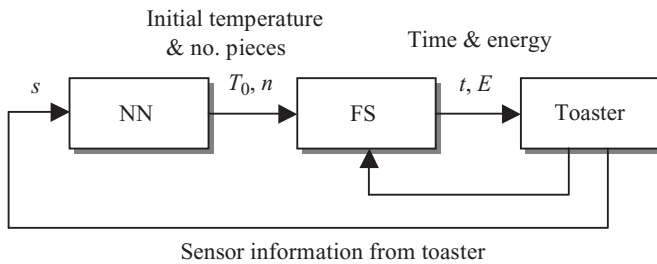 Initial temperature
& no. pieces
Time & energy
s
T0, n
t, E
NN
FS
Toaster
Sensor information from toaster